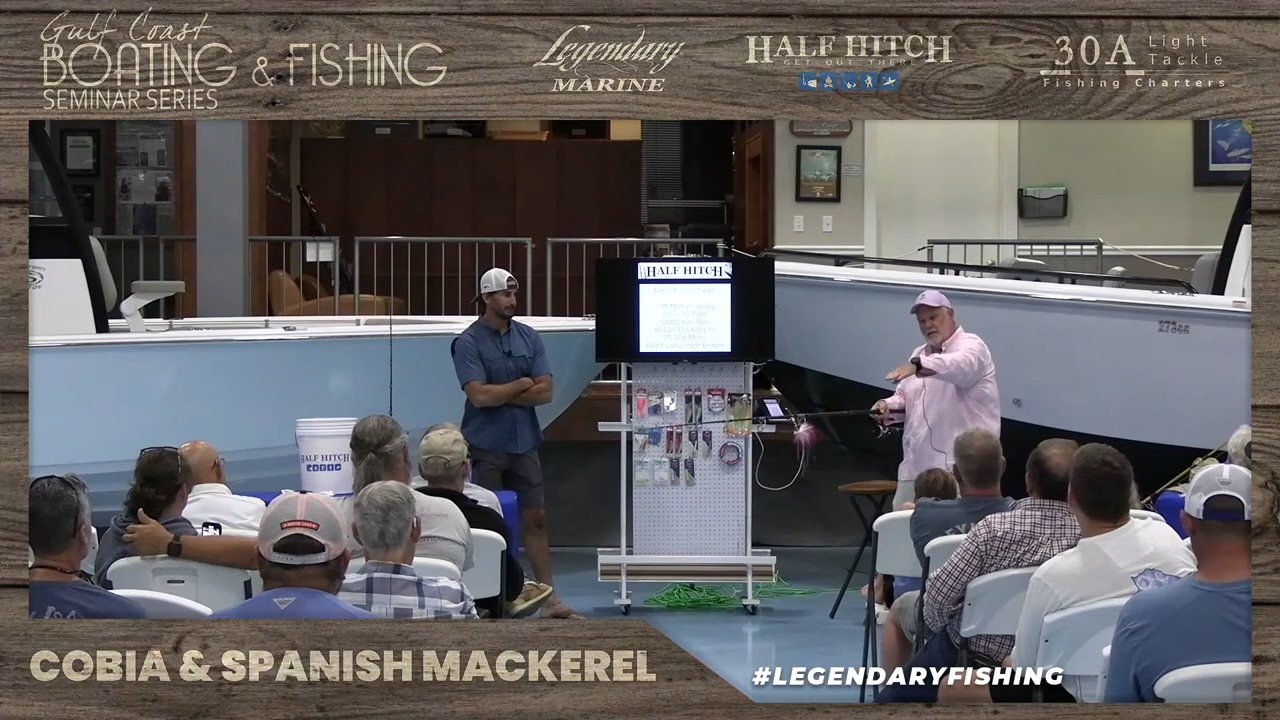 Gulf Coast
BOATING & FISHING
SEMINAR SERIES
Legendary
MARINE
HALF HITCH
GET OUT THERE
30A Light Tackle
Fishing Charters
HALF HITCH
HALF HITCH
COBIA & SPANISH MACKEREL
#LEGENDARYFISHING